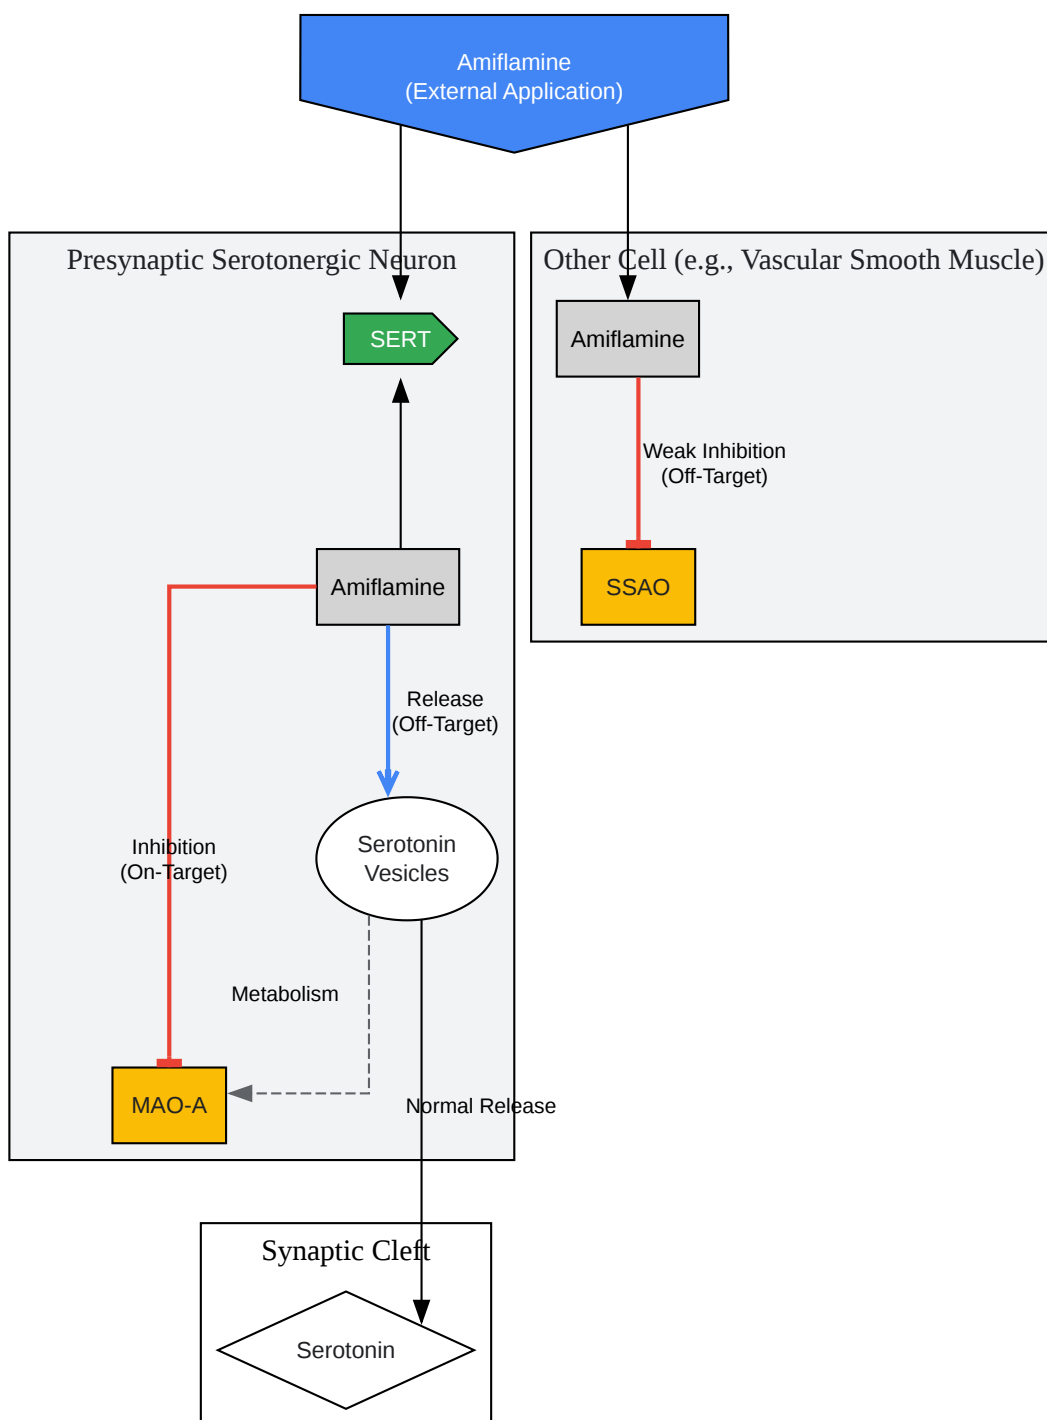 Amiflamine
(External Application)
Presynaptic Serotonergic Neuron
Other Cell (e.g., Vascular Smooth Muscle)
SERT
Amiflamine
Weak Inhibition
(Off-Target)
Amiflamine
SSAO
Release
(Off-Target)
Inhibition
(On-Target)
Serotonin
Vesicles
Metabolism
MAO-A
Normal Release
Synaptic Cleft
Serotonin